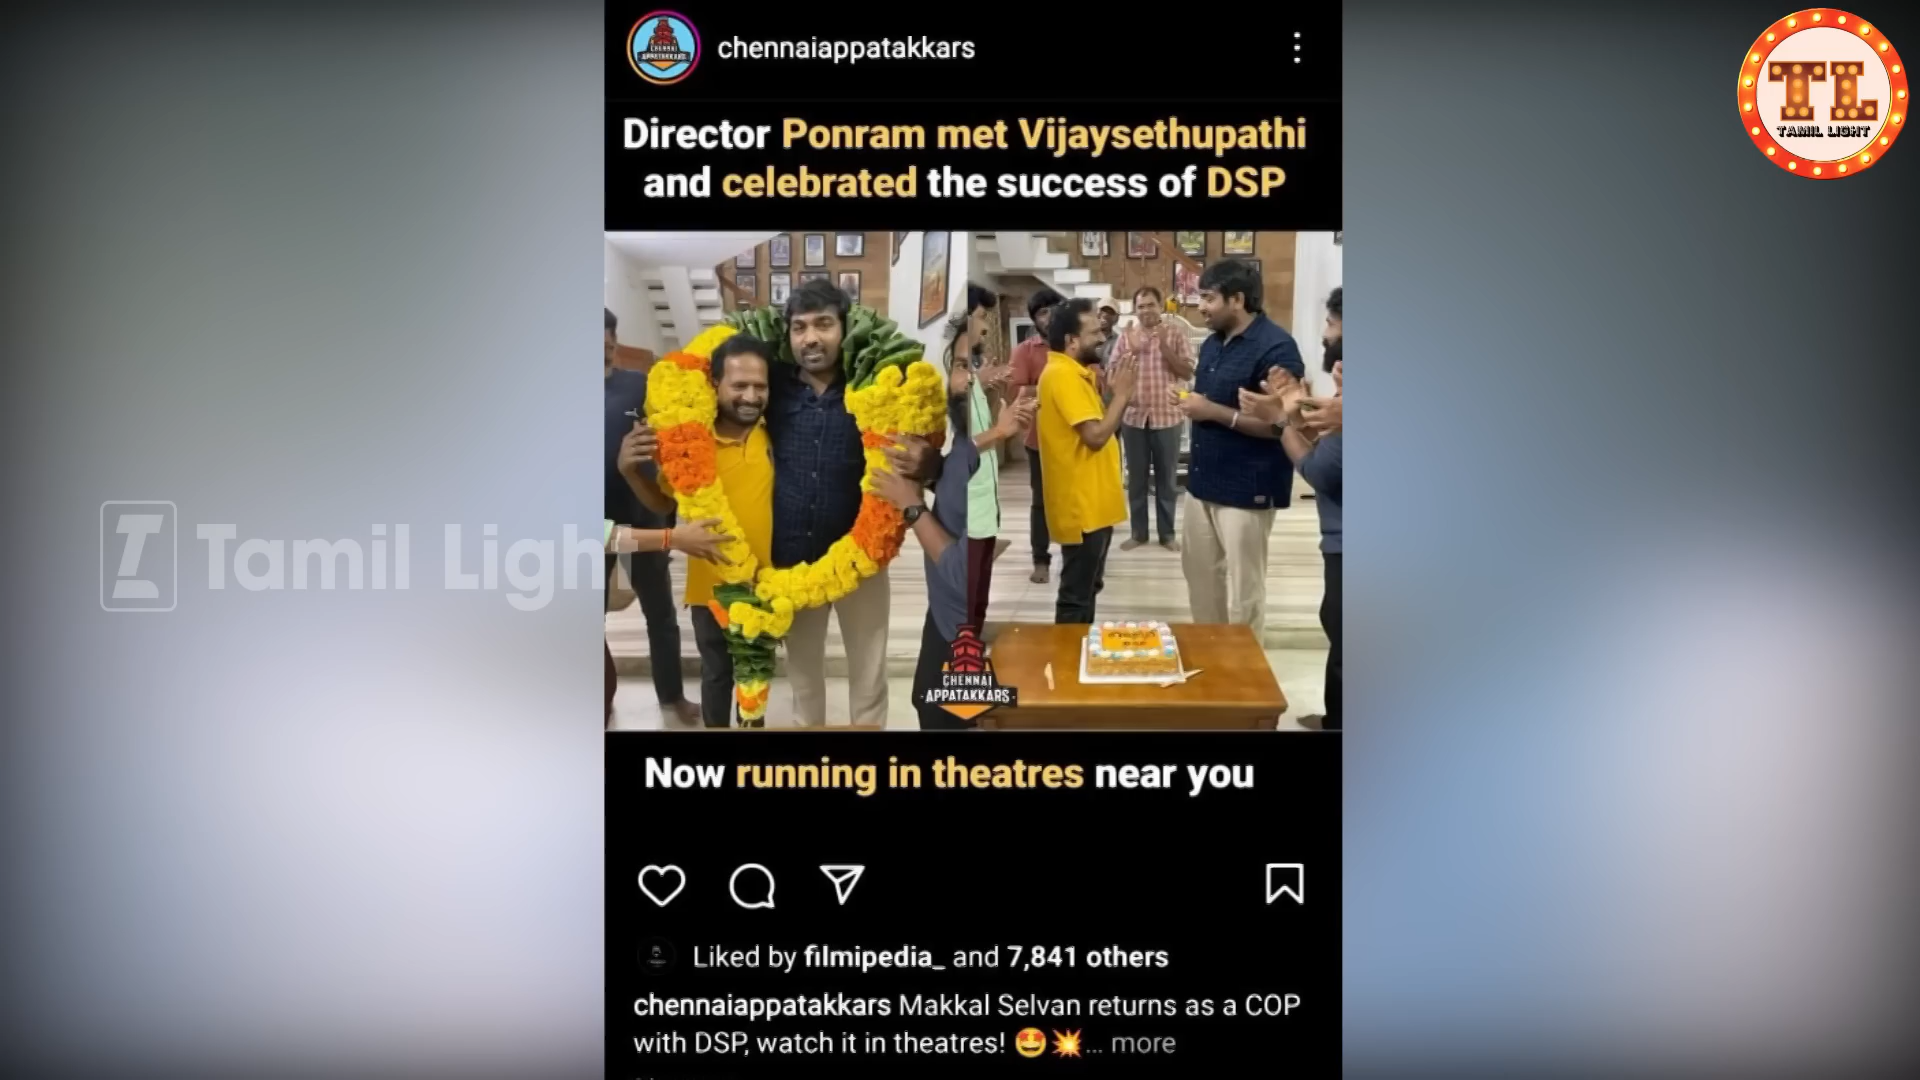 chennaiappatakkars
TL
TAMIL LIGHT
Director Ponram met Vijaysethupathi
and celebrated the success of DSP
Tamil Light
CHENNAI
APPATAKKARS
Now running in theatres near you
Liked by filmipedia_ and 7,841 others
chennaiappatakkars Makkal Selvan returns as a COP
with DSP, watch it in theatres! 🤩💥... more